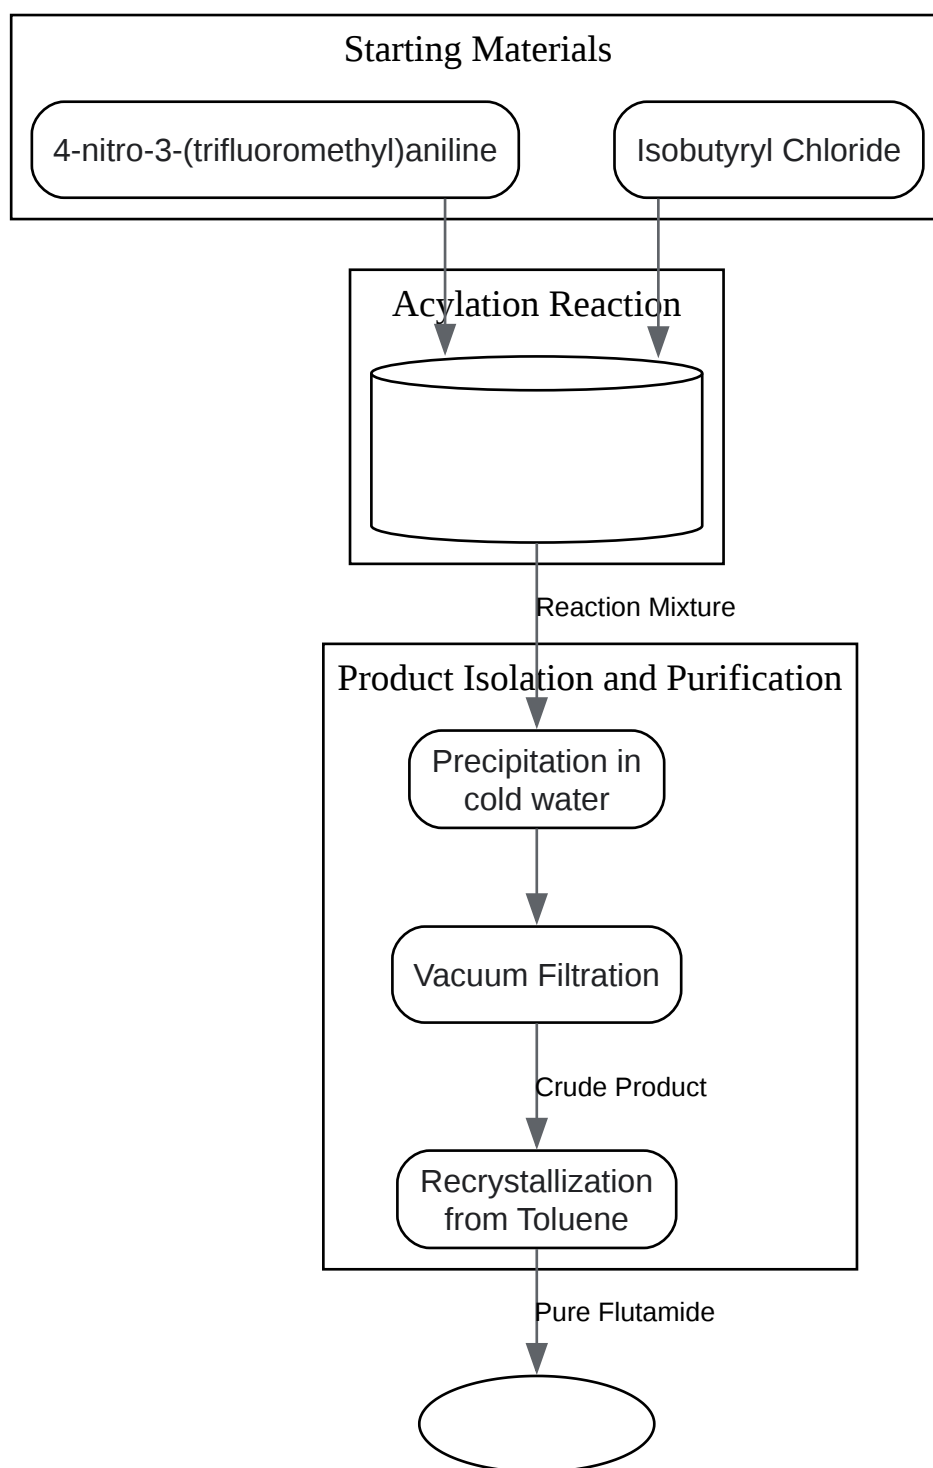 Starting Materials
4-nitro-3-(trifluoromethyl)aniline
Isobutyryl Chloride
Acylation Reaction
Reaction Mixture
Product Isolation and Purification
Precipitation in
cold water
Vacuum Filtration
Crude Product
Recrystallization
from Toluene
Pure Flutamide